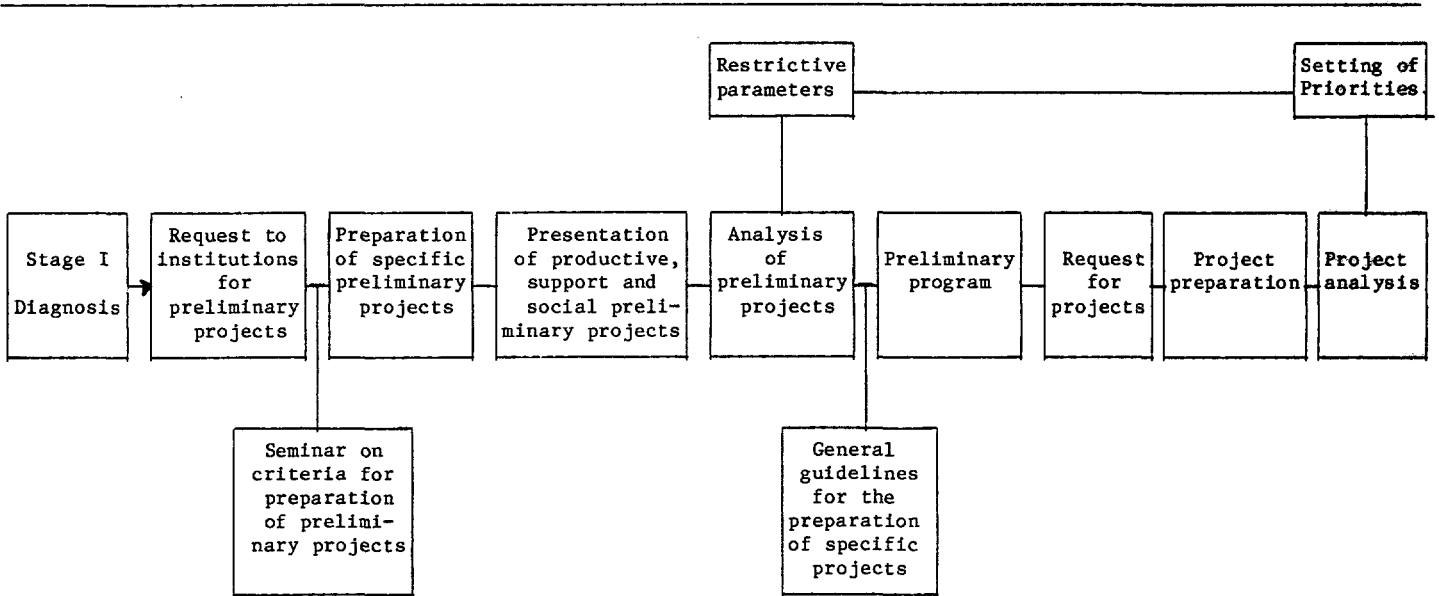 Restrictive
parameters
Setting of
Priorities
Stage I
Diagnosis
Request to
institutions
for
preliminary
projects
Preparation
of specific
preliminary
projects
Presentation
of productive,
support and
social preli-
minary projects
Analysis
of
preliminary
projects
Preliminary
program
Request
for
projects
Project
preparation
Project
analysis
Seminar on
criteria for
preparation
of prelimi-
nary projects
General
guidelines
for the
preparation
of specific
projects